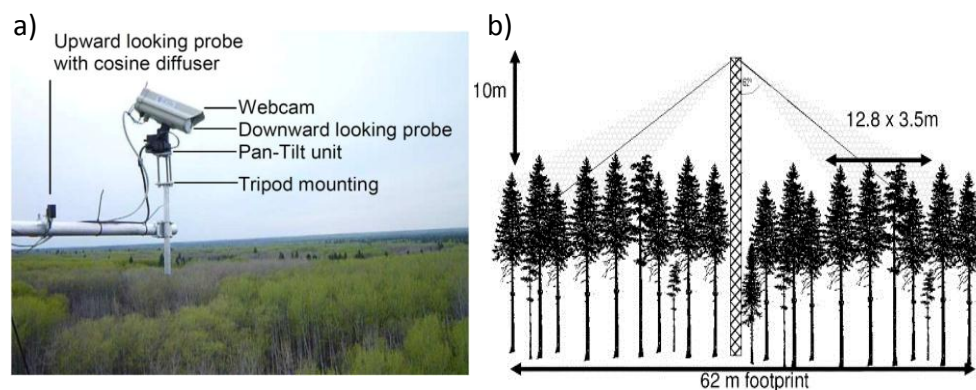 a)
Upward looking probe
with cosine diffuser
Webcam
Downward looking probe
Pan-Tilt unit
Tripod mounting
b)
10m
62°
12.8 x 3.5m
62 m footprint